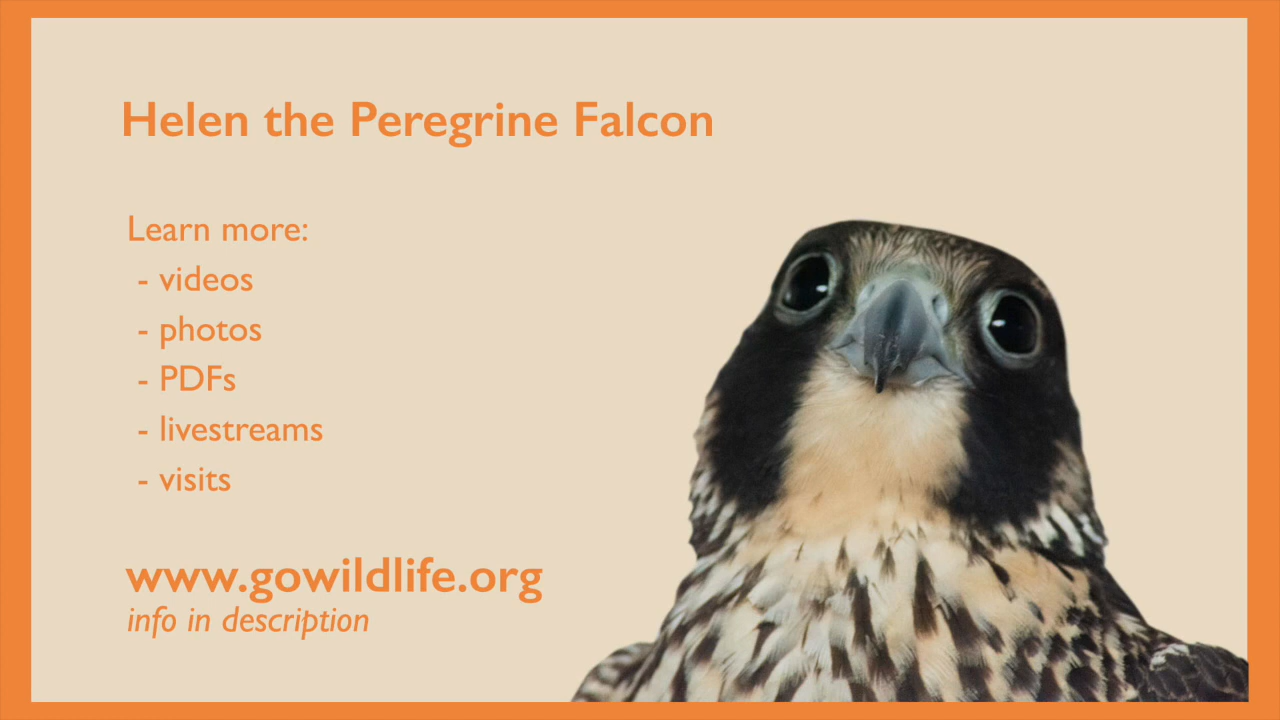 Helen the Peregrine Falcon
Learn more:
- videos
- photos
- PDFs
- livestreams
- visits
www.gowildlife.org
info in description